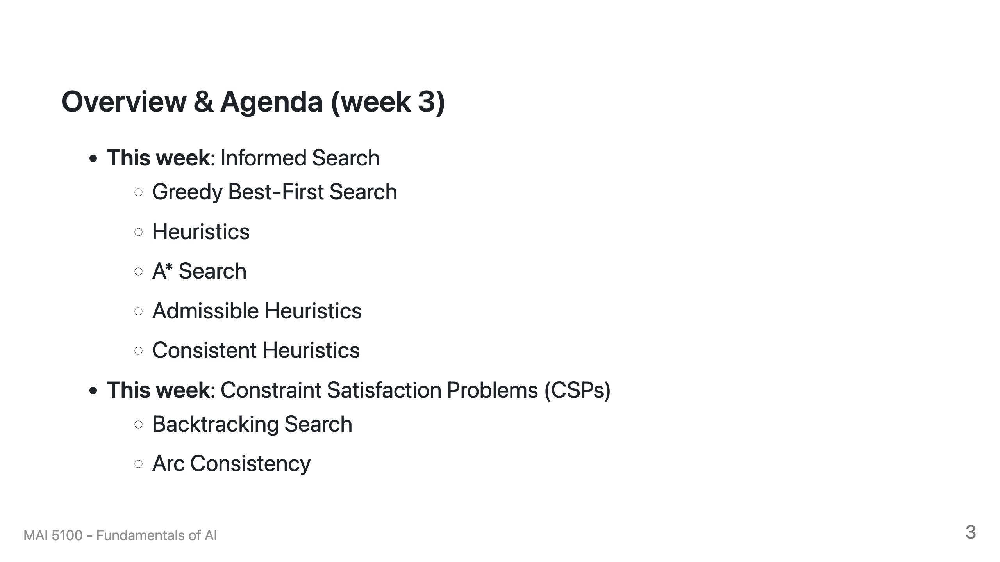 Overview & Agenda (week 3)
• This week: Informed Search
○ Greedy Best-First Search
○ Heuristics
○ A* Search
○ Admissible Heuristics
○ Consistent Heuristics
• This week: Constraint Satisfaction Problems (CSPs)
○ Backtracking Search
○ Arc Consistency
MAI 5100 - Fundamentals of AI
3